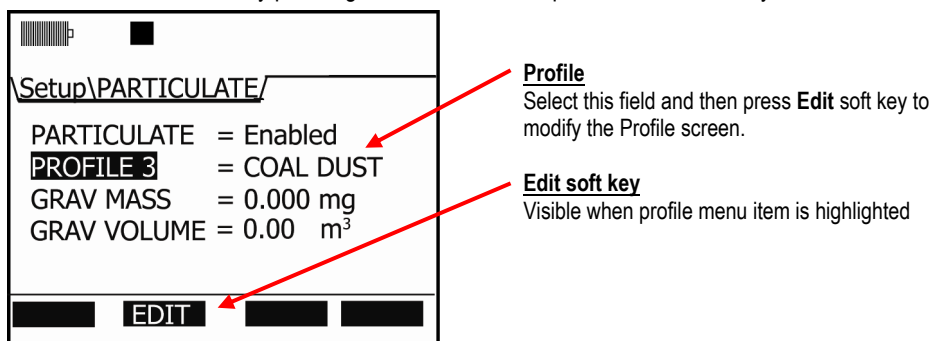 \Setup\PARTICULATE/
PARTICULATE = Enabled
PROFILE 3 = COAL DUST
GRAV MASS = 0.000 mg
GRAV VOLUME = 0.00 m³
EDIT
Profile
Select this field and then press Edit soft key to
modify the Profile screen.
Edit soft key
Visible when profile menu item is highlighted